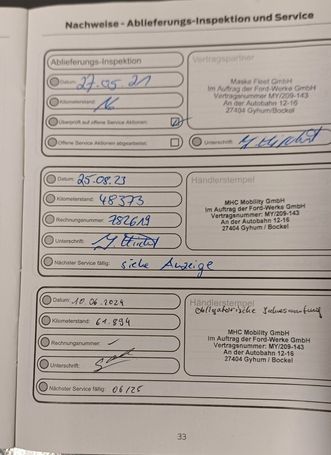 Nachweise - Ablieferungs-Inspektion und Service
Ablieferungs-Inspektion
Datum: 27.05.21
Kilometerstand: N
Überprüft auf offene Service Aktionen:
Offene Service Aktionen abgearbeitet:
Vertragspartner
Maske Fleet GmbH
Im Auftrag der Ford-Werke GmbH
Vertragsnummer MY/209-143
An der Autobahn 12-16
27404 Gyhum / Bockel
Unterschrift:
Datum: 25.08.23
Kilometerstand: 48373
Rechnungsnummer: 782619
Unterschrift:
Nächster Service fällig: siehe Anzeige
Händlerstempel
MHC Mobility GmbH
Im Auftrag der Ford-Werke GmbH
Vertragsnummer: MY/209-143
An der Autobahn 12-16
27404 Gyhum / Bockel
Datum: 10.06.2024
Kilometerstand: 61.894
Rechnungsnummer: -
Unterschrift:
Nächster Service fällig: 06/25
Händlerstempel
obligatorische
MHC Mobility GmbH
Im Auftrag der Ford-Werke GmbH
Vertragsnummer: MY/209-143
An der Autobahn 12-16
27404 Gyhum / Bockel
33